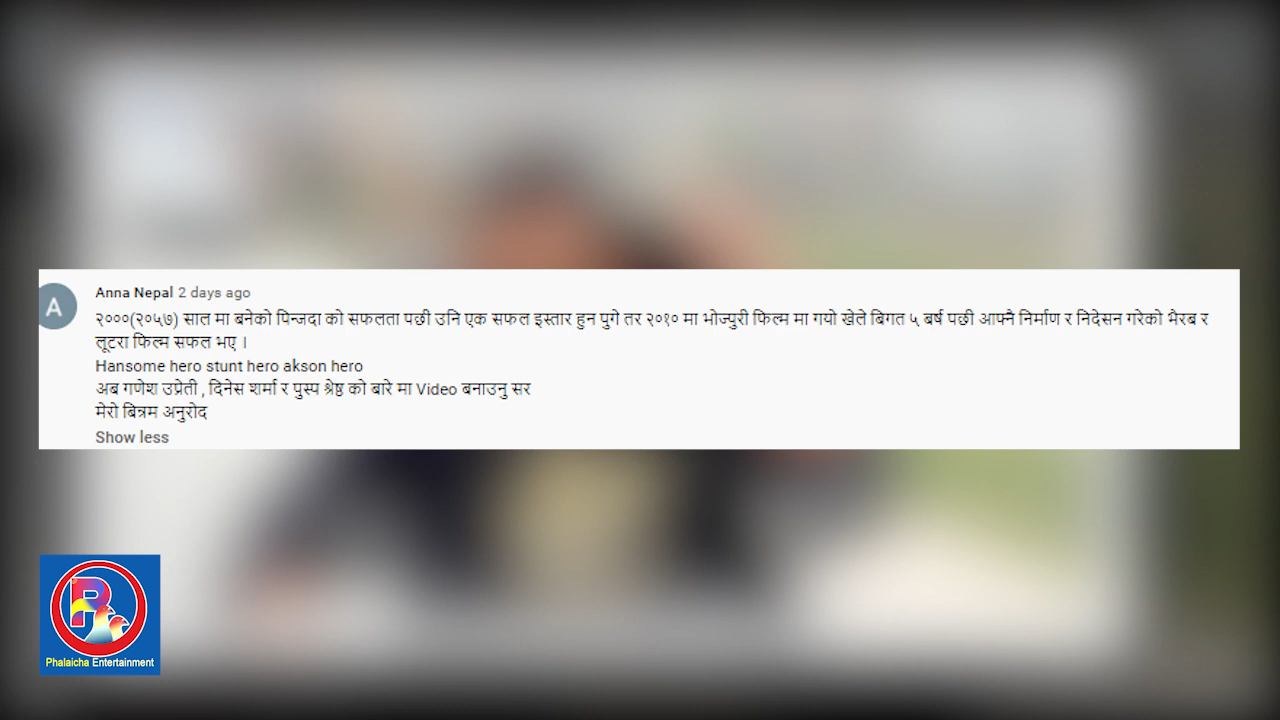 A
Anna Nepal 2 days ago
२०००(२०५७) साल मा बनेको पिन्जदा को सफलता पछी उनि एक सफल इस्तार हुन पुगे तर २०१० मा भोज्पुरी फिल्म मा गयो खेले बिगत ५ बर्ष पछी आफ्नै निर्माण र निदेसन गरेको भैरब र
लूटरा फिल्म सफल भए ।
Hansome hero stunt hero akson hero
अब गणेश उप्रेती , दिनेस शर्मा र पुस्प श्रेष्ठ को बारे मा Video बनाउनु सर
मेरो बिन्रम अनुरोद
Show less
Phalaicha Entertainment